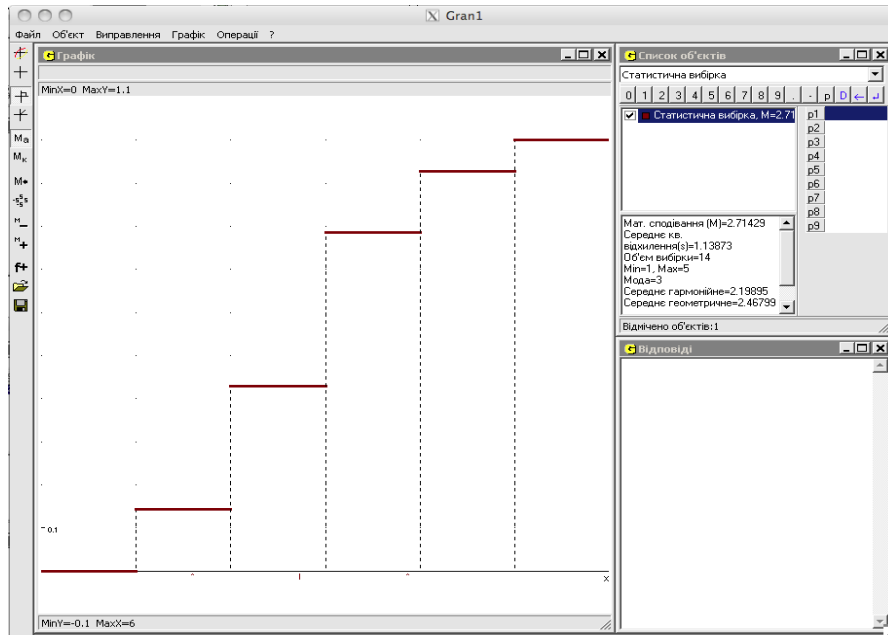 Gran1
Файл Об'єкт Виправлення Графік Операції ?
Графік
MinX=0 MaxY=1.1
0.1
x
MinY=-0.1 MaxX=6
Ma
Мк
M
M
M
f+
Список об'єктів
Статистична вибірка
0 1 2 3 4 5 6 7 8 9 . - p D ← ↵
Статистична вибірка, M=2.71
p1
p2
p3
p4
p5
p6
p7
p8
p9
Мат. сподівання (M)=2.71429
Середнє кв.
відхилення(s)=1.13873
Об'єм вибірки=14
Min=1, Max=5
Мода=3
Середнє гармонійне=2.19895
Середнє геометричне=2.46799
Відмічено об'єктів:1
Відповіді